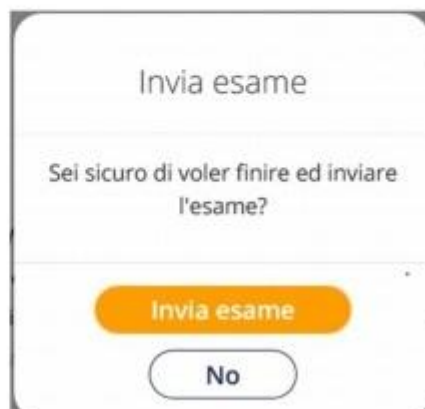 Invia esame
Sei sicuro di voler finire ed inviare
l'esame?
Invia esame
No